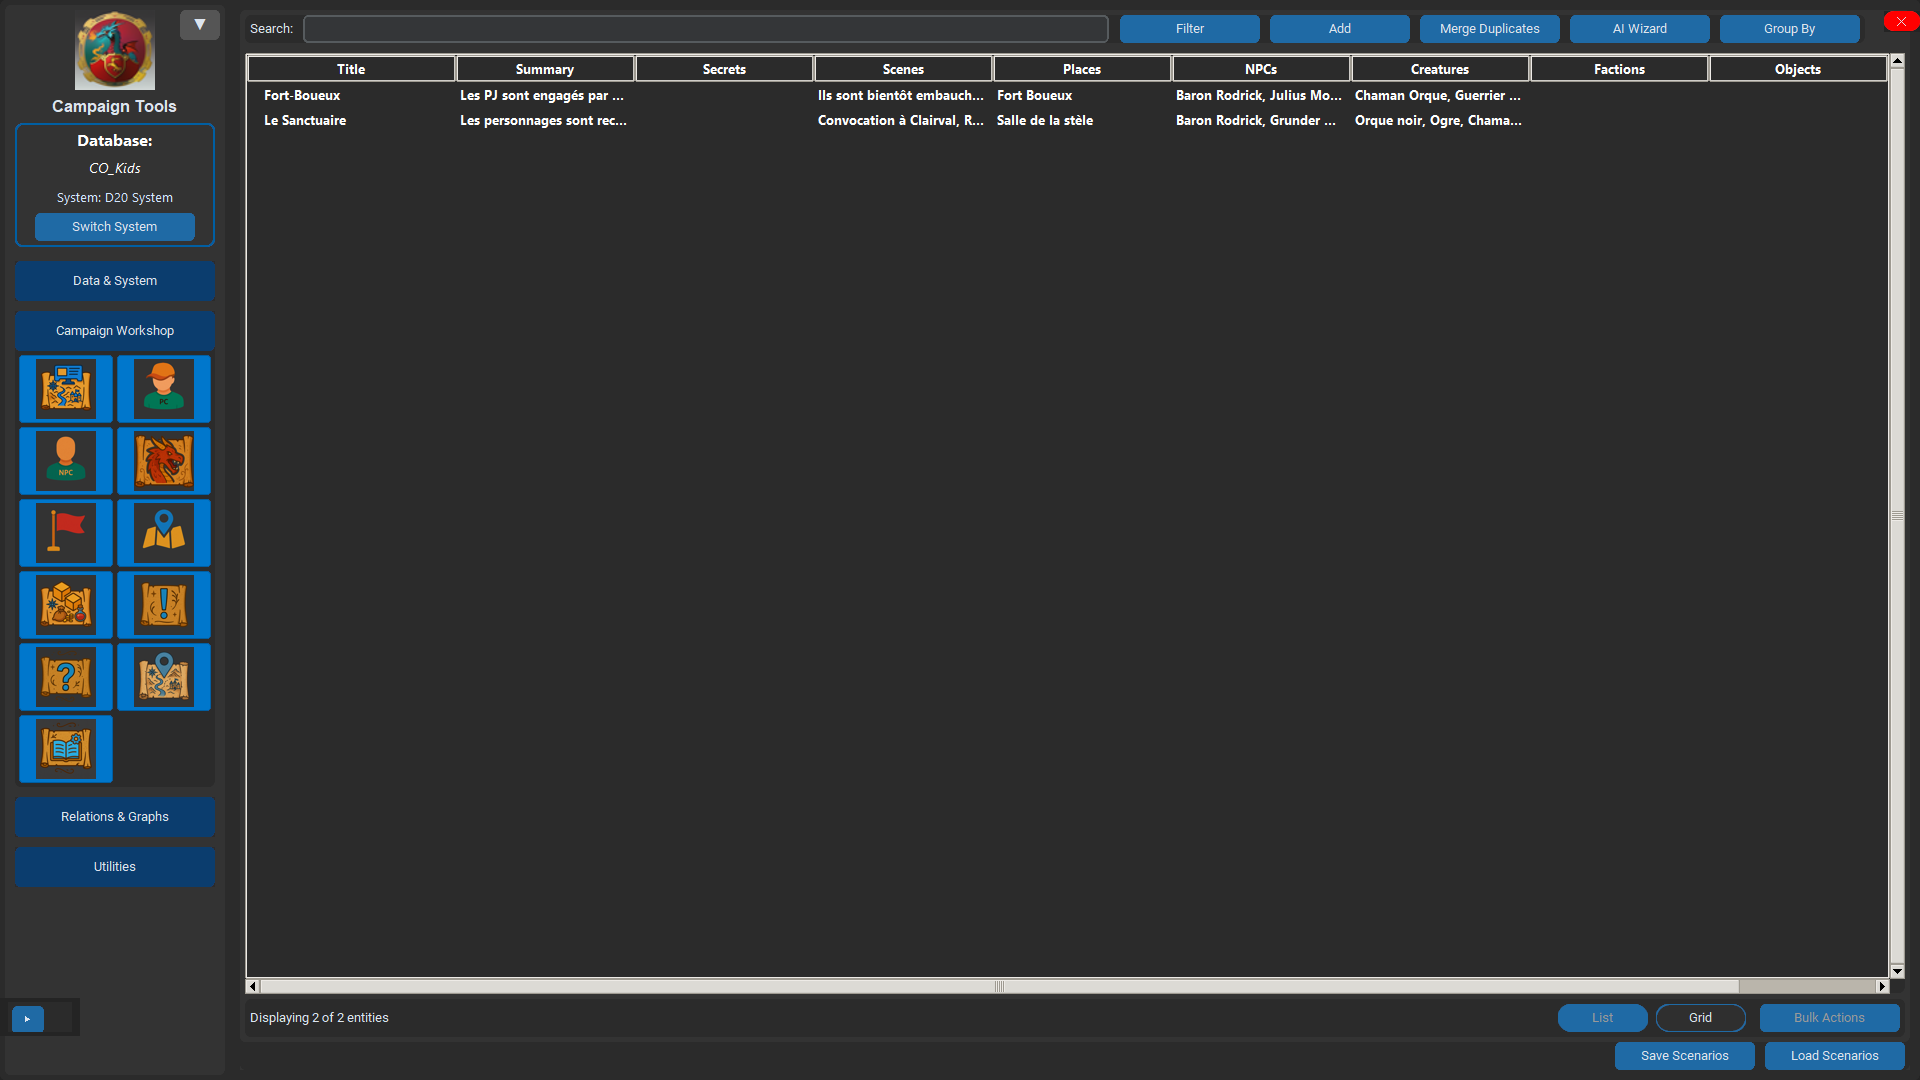 ▼
Campaign Tools
Database:
CO_Kids
System: D20 System
Switch System
Data & System
Campaign Workshop
PC
NPC
Relations & Graphs
Utilities
Search:
Filter
Add
Merge Duplicates
AI Wizard
Group By
Title Summary Secrets Scenes Places NPCs Creatures Factions Objects
Fort-Boueux Les PJ sont engagés par ... Ils sont bientôt embauch... Fort Boueux Baron Rodrick, Julius Mo... Chaman Orque, Guerrier ...
Le Sanctuaire Les personnages sont rec... Convocation à Clairval, R... Salle de la stèle Baron Rodrick, Grunder ... Orque noir, Ogre, Chama...
Displaying 2 of 2 entities
List
Grid
Bulk Actions
Save Scenarios
Load Scenarios